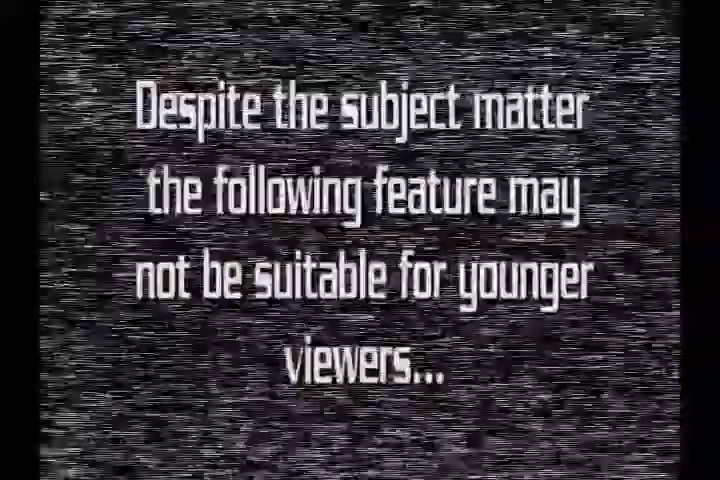 Despite the subject matter
the following feature may
not be suitable for younger
viewers...